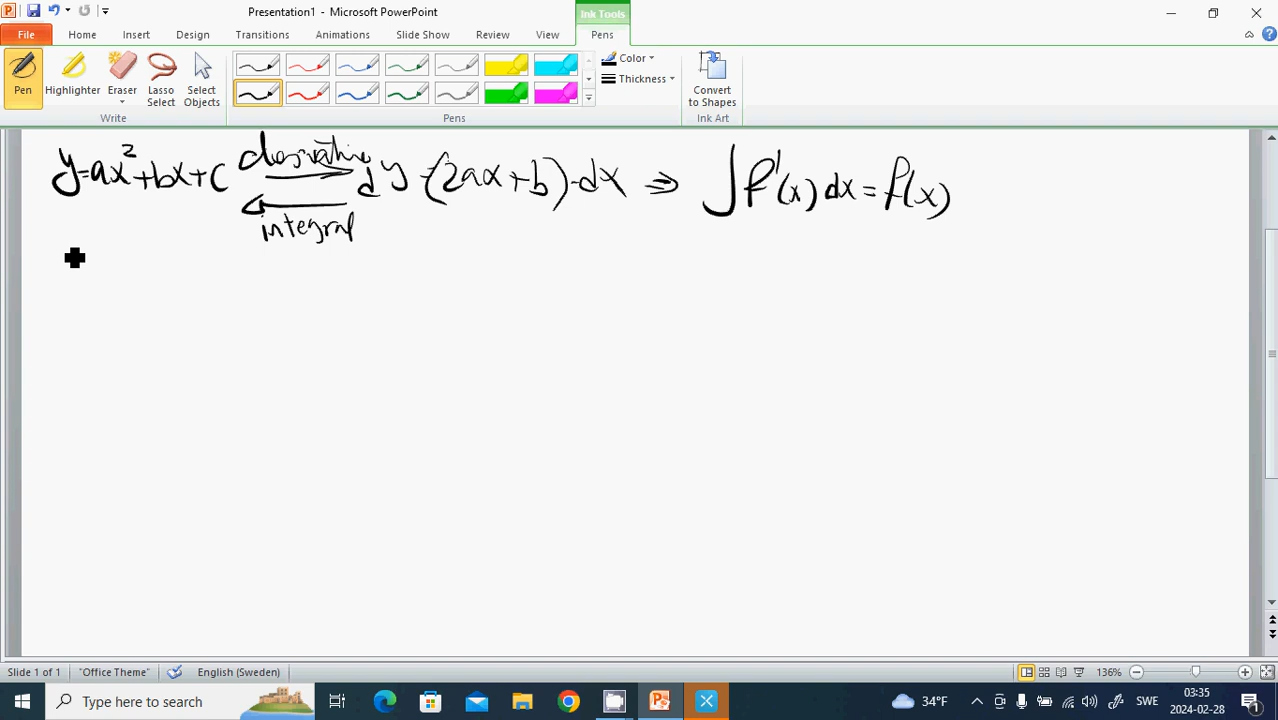 Presentation1 - Microsoft PowerPoint
Ink Tools
File Home Insert Design Transitions Animations Slide Show Review View Pens
Pen Highlighter Eraser Lasso Select Select Objects
Color
Thickness
Convert to Shapes
Write Pens Ink Art
y=ax²+bx+c derivative dy = (2ax+b)·dx ⇒ ∫f'(x)dx = f(x)
integral
Slide 1 of 1 "Office Theme" English (Sweden) 136%
Type here to search 34°F SWE 03:35
2024-02-28
1